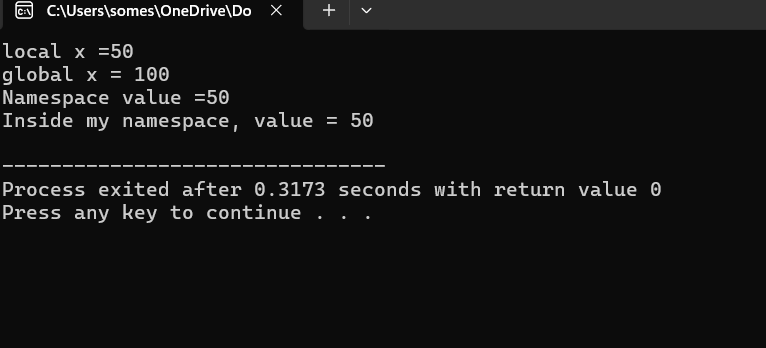 C:\Users\somes\OneDrive\Do
local x =50
global x = 100
Namespace value =50
Inside my namespace, value = 50
--------------------------------
Process exited after 0.3173 seconds with return value 0
Press any key to continue . . .